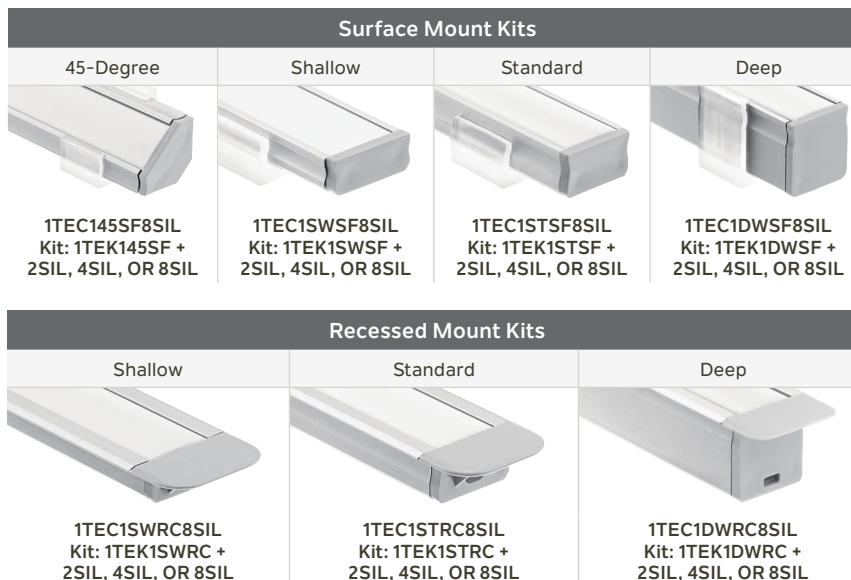 Surface Mount Kits
45-Degree
Shallow
Standard
Deep
1TEC145SF8SIL
Kit: 1TEK145SF +
2SIL, 4SIL, OR 8SIL
1TEC1SWSF8SIL
Kit: 1TEK1SWSF +
2SIL, 4SIL, OR 8SIL
1TEC1STSF8SIL
Kit: 1TEK1STSF +
2SIL, 4SIL, OR 8SIL
1TEC1DWSF8SIL
Kit: 1TEK1DWSF +
2SIL, 4SIL, OR 8SIL
Recessed Mount Kits
Shallow
Standard
Deep
1TEC1SWRC8SIL
Kit: 1TEK1SWRC +
2SIL, 4SIL, OR 8SIL
1TEC1STRC8SIL
Kit: 1TEK1STRC +
2SIL, 4SIL, OR 8SIL
1TEC1DWRC8SIL
Kit: 1TEK1DWRC +
2SIL, 4SIL, OR 8SIL